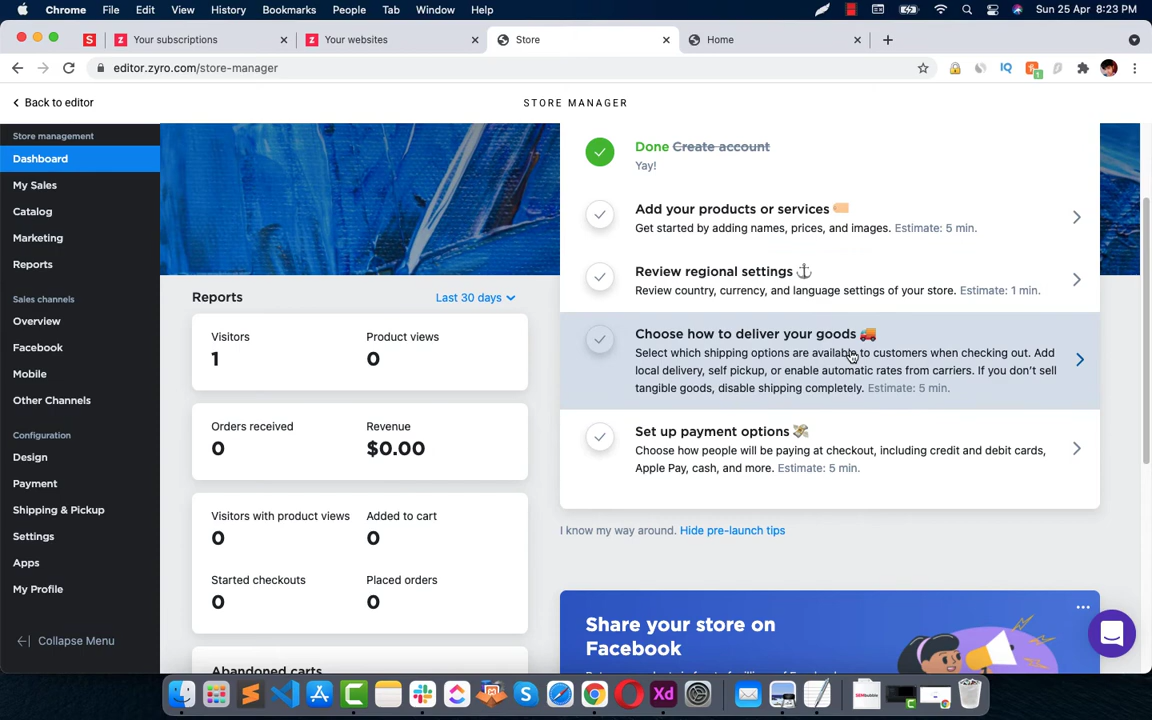 Chrome File Edit View History Bookmarks People Tab Window Help Sun 25 Apr 8:23 PM
S Your subscriptions Your websites Store Home
editor.zyro.com/store-manager IQ 1
Back to editor STORE MANAGER
Store management
Dashboard
My Sales
Catalog
Marketing
Reports
Sales channels
Overview
Facebook
Mobile
Other Channels
Configuration
Design
Payment
Shipping & Pickup
Settings
Apps
My Profile
Collapse Menu
Reports Last 30 days
Visitors Product views
1 0
Orders received Revenue
0 $0.00
Visitors with product views Added to cart
0 0
Started checkouts Placed orders
0 0
Abandoned carts
Done Create account
Yay!
Add your products or services
Get started by adding names, prices, and images. Estimate: 5 min.
Review regional settings
Review country, currency, and language settings of your store. Estimate: 1 min.
Choose how to deliver your goods
Select which shipping options are available to customers when checking out. Add
local delivery, self pickup, or enable automatic rates from carriers. If you don't sell
tangible goods, disable shipping completely. Estimate: 5 min.
Set up payment options
Choose how people will be paying at checkout, including credit and debit cards,
Apple Pay, cash, and more. Estimate: 5 min.
I know my way around. Hide pre-launch tips
Share your store on
Facebook
Xd